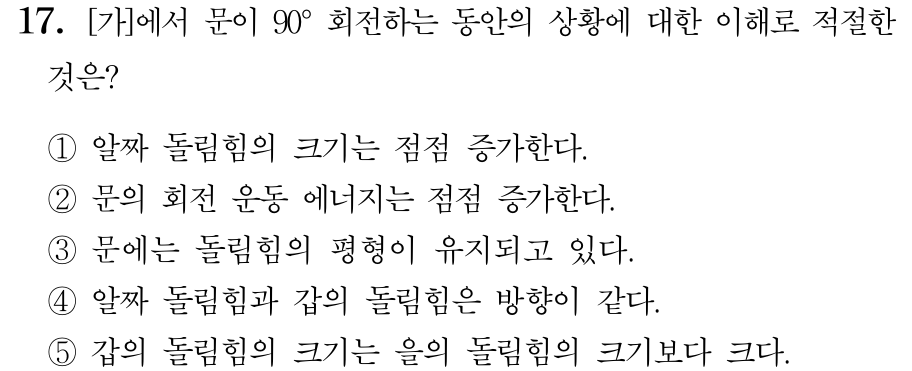 17. [가]에서 문이 90° 회전하는 동안의 상황에 대한 이해로 적절한
것은?
① 알짜 돌림힘의 크기는 점점 증가한다.
② 문의 회전 운동 에너지는 점점 증가한다.
③ 문에는 돌림힘의 평형이 유지되고 있다.
④ 알짜 돌림힘과 갑의 돌림힘은 방향이 같다.
⑤ 갑의 돌림힘의 크기는 을의 돌림힘의 크기보다 크다.